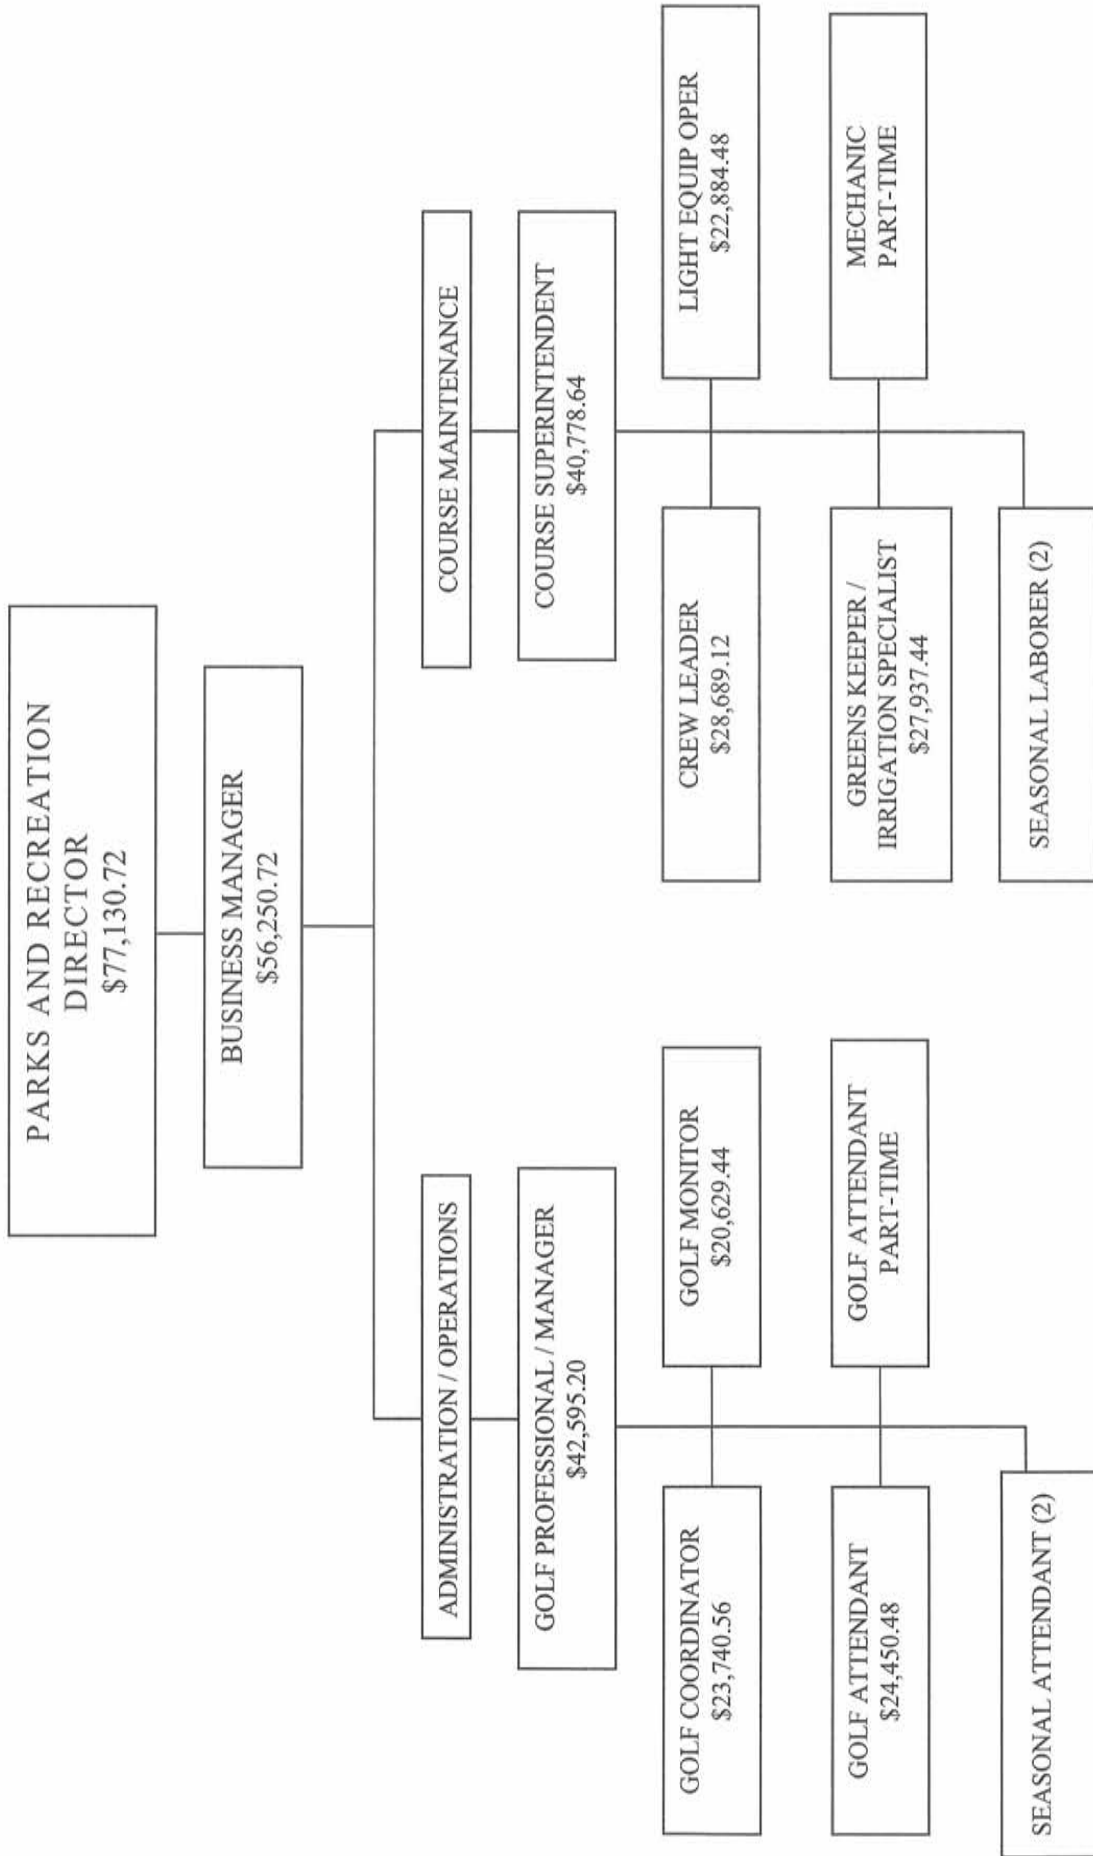 PARKS AND RECREATION
DIRECTOR
$77,130.72
BUSINESS MANAGER
$56,250.72
ADMINISTRATION / OPERATIONS
GOLF PROFESSIONAL / MANAGER
$42,595.20
GOLF COORDINATOR
$23,740.56
GOLF MONITOR
$20,629.44
GOLF ATTENDANT
$24,450.48
GOLF ATTENDANT
PART-TIME
SEASONAL ATTENDANT (2)
COURSE MAINTENANCE
COURSE SUPERINTENDENT
$40,778.64
CREW LEADER
$28,689.12
LIGHT EQUIP OPER
$22,884.48
GREENS KEEPER /
IRRIGATION SPECIALIST
$27,937.44
MECHANIC
PART-TIME
SEASONAL LABORER (2)